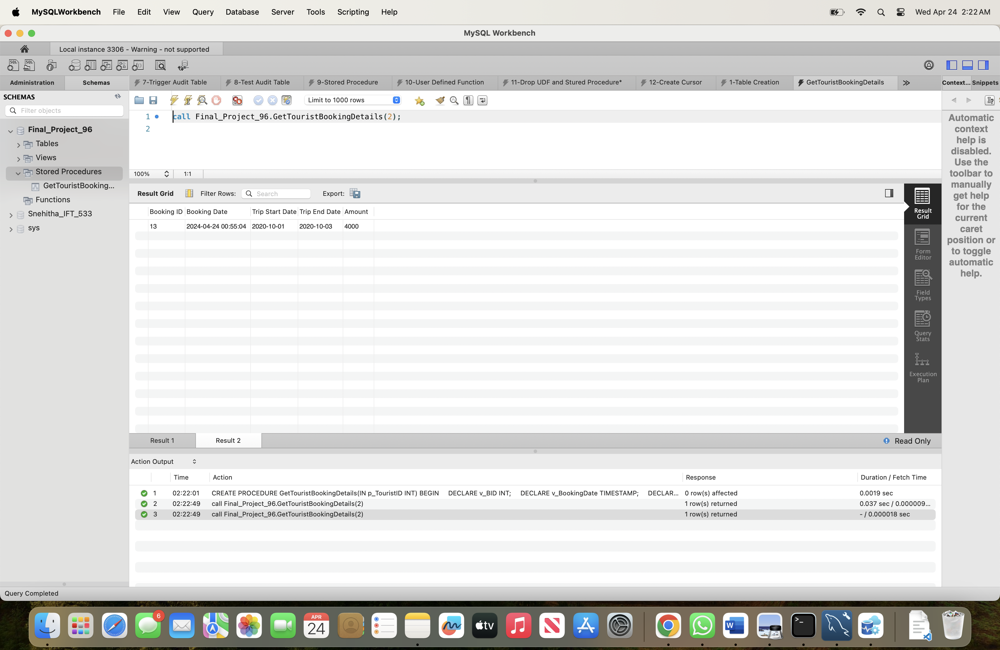 MySQLWorkbench File Edit View Query Database Server Tools Scripting Help Wed Apr 24 2:22 AM
MySQL Workbench
Local instance 3306 - Warning - not supported
Administration Schemas 7-Trigger Audit Table 8-Test Audit Table 9-Stored Procedure 10-User Defined Function 11-Drop UDF and Stured Procedure* 12-Create Cursor 1-Table Creation GetTouristBookingDetails Context... Snippets
SCHEMAS
Filter objects
Final_Project_96
Tables
Views
Stored Procedures
GetTouristBooking...
Functions
Snehitha_IFT_533
sys
Limit to 1000 rows
1 call Final_Project_96.GetTouristBookingDetails(2);
2
100% 1:1
Result Grid Filter Rows: Search Export:
Booking ID Booking Date Trip Start Date Trip End Date Amount
13 2024-04-24 00:55:04 2020-10-01 2020-10-03 4000
Result
Grid
Form
Editor
Field
Types
Query
Stats
Execution
Plan
Automatic
context
help is
disabled.
Use the
toolbar to
manually
get help
for the
current
caret
position or
to toggle
automatic
help.
Result 1 Result 2 Read Only
Action Output
Time Action Response Duration / Fetch Time
1 02:22:01 CREATE PROCEDURE GetTouristBookingDetails(IN p_TouristID INT) BEGIN DECLARE v_BID INT; DECLARE v_BookingDate TIMESTAMP; DECLAR... 0 row(s) affected 0.0019 sec
2 02:22:49 call Final_Project_96.GetTouristBookingDetails(2) 1 row(s) returned 0.037 sec / 0.000009...
3 02:22:49 call Final_Project_96.GetTouristBookingDetails(2) 1 row(s) returned - / 0.000018 sec
Query Completed
6
APR
24
tv
W
>_